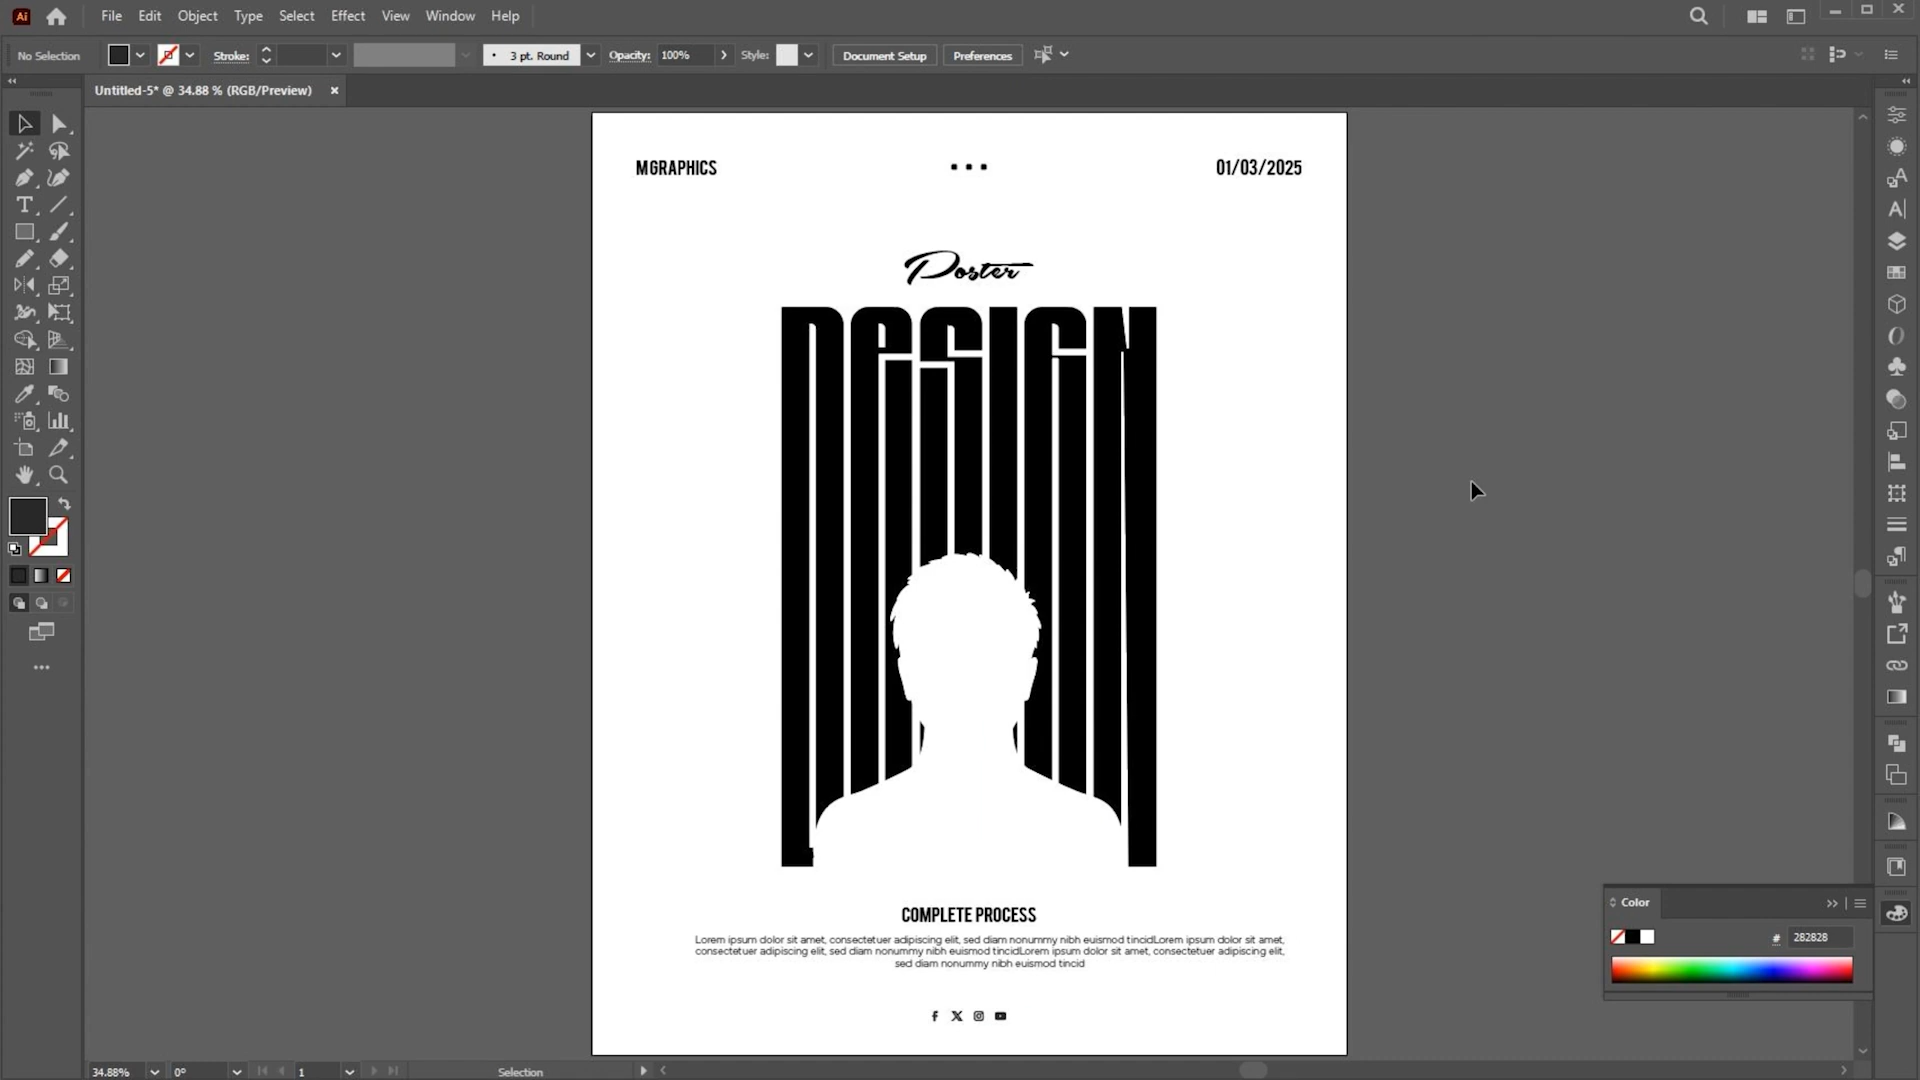 Ai File Edit Object Type Select Effect View Window Help
No Selection Stroke: 3 pt. Round Opacity: 100% Style: Document Setup Preferences
Untitled-5* @ 34.88 % (RGB/Preview)
MGRAPHICS 01/03/2025
Poster
DESIGN
COMPLETE PROCESS
Lorem ipsum dolor sit amet, consectetuer adipiscing elit, sed diam nonummy nibh euismod tincidLorem ipsum dolor sit amet,
consectetuer adipiscing elit, sed diam nonummy nibh euismod tincidLorem ipsum dolor sit amet, consectetuer adipiscing elit,
sed diam nonummy nibh euismod tincid
Color
# 282828
34.88% 0° 1 Selection